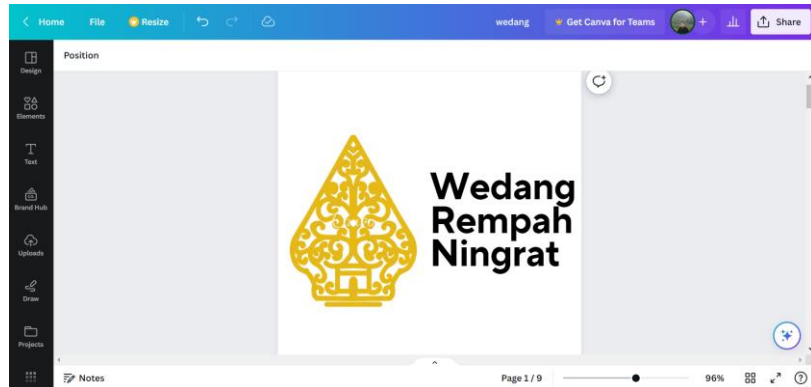 Home File Resize wedang Get Canva for Teams + Share
Position
Design
Elements
Text
Brand Hub
Uploads
Draw
Projects
Wedang
Rempah
Ningrat
Notes Page 1 / 9 96%